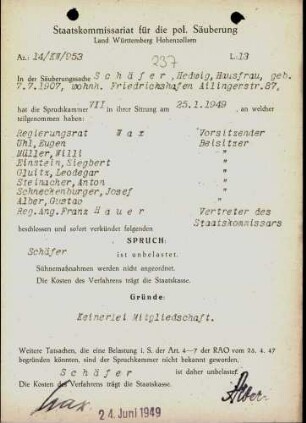 Staatskommissariat für die pol. Säuberung
Land Württemberg Hohenzollern
Az.: 14/EW/953
L:13
237
In der Säuberungssache Schäfer, Hedwig, Hausfrau, geb.
7.7.1907, wohnh. Friedrichshafen Ailingerstr. 87,
hat die Spruchkammer VII in ihrer Sitzung am 25.1.1949, an welcher
teilgenommen haben:
Regierungsrat Wax Vorsitzender
Uhl, Eugen Beisitzer
Müller, Willi "
Einstein, Siegbert "
Gluitz, Leodegar "
Steinacher, Anton "
Schneckenburger, Josef "
Alber, Gustav "
Reg.Ang.Franz Hauer Vertreter des
Staatskommissars
beschlossen und sofort verkündet folgenden
SPRUCH:
Schäfer
ist unbelastet.
Sühnemaßnahmen werden nicht angeordnet.
Die Kosten des Verfahrens trägt die Staatskasse.
Gründe:
Keinerlei Mitgliedschaft.
Weitere Tatsachen, die eine Belastung i. S. der Art. 4—7 der RAO vom 26. 4. 47
begründen könnten, sind der Spruchkammer nicht bekannt geworden.
Schäfer ist daher unbelastet.
Die Kosten des Verfahrens trägt die Staatskasse.
Wax
Alber
24. Juni 1949